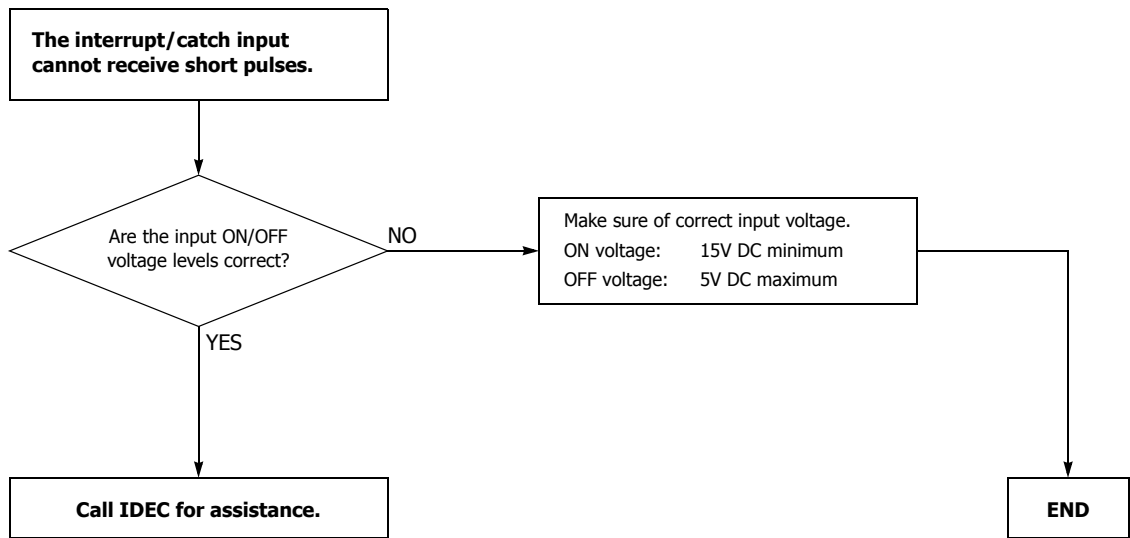 The interrupt/catch input
cannot receive short pulses.
Are the input ON/OFF
voltage levels correct?
NO
Make sure of correct input voltage.
ON voltage: 15V DC minimum
OFF voltage: 5V DC maximum
YES
Call IDEC for assistance.
END